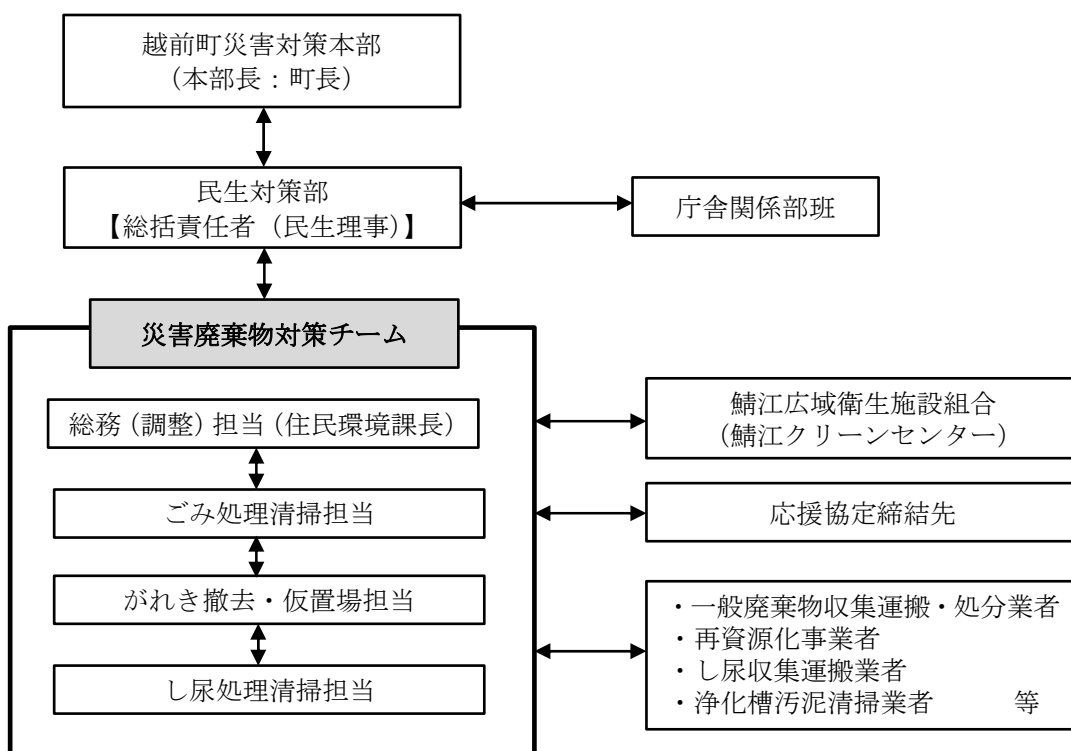 越前町災害対策本部
（本部長：町長）
民生対策部
【総括責任者（民生理事）】
庁舎関係部班
災害廃棄物対策チーム
総務（調整）担当（住民環境課長）
ごみ処理清掃担当
がれき撤去・仮置場担当
し尿処理清掃担当
鯖江広域衛生施設組合
（鯖江クリーンセンター）
応援協定締結先
・一般廃棄物収集運搬・処分業者
・再資源化事業者
・し尿収集運搬業者
・浄化槽汚泥清掃業者　　　等